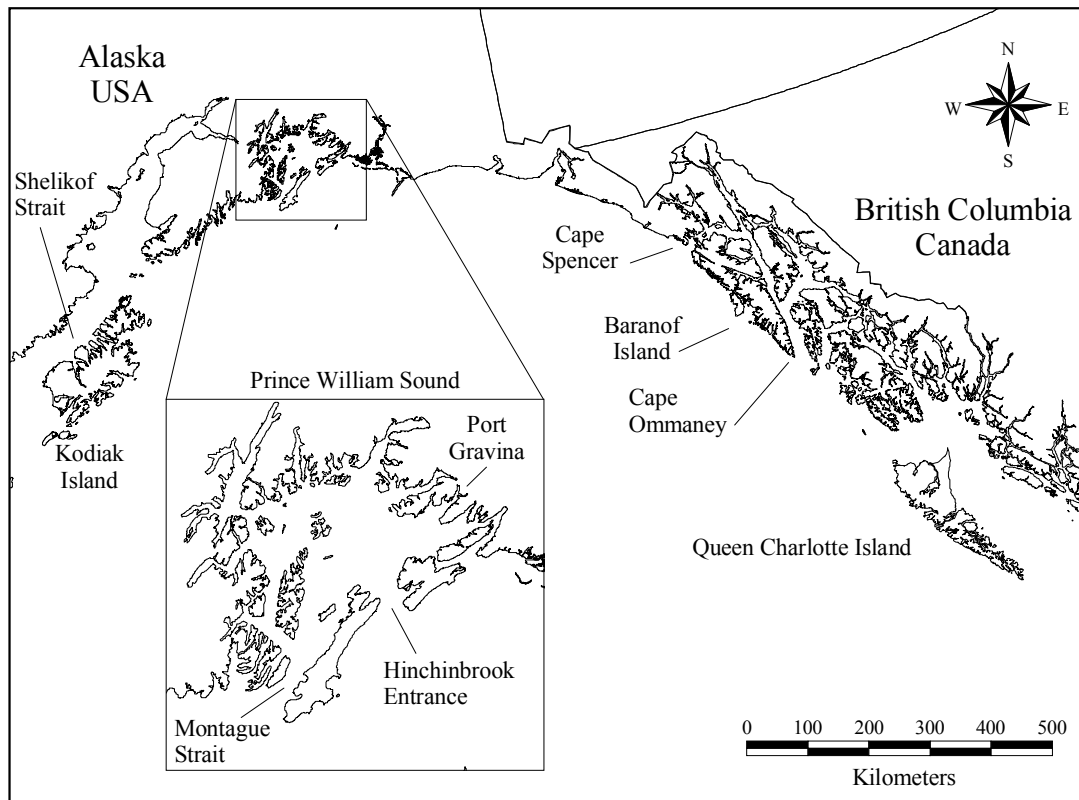 Alaska
USA
N
W
E
S
Shelikof
Strait
British Columbia
Canada
Cape
Spencer
Baranof
Island
Prince William Sound
Cape
Ommaney
Port
Gravina
Kodiak
Island
Queen Charlotte Island
Hinchinbrook
Entrance
Montague
Strait
0 100 200 300 400 500
Kilometers